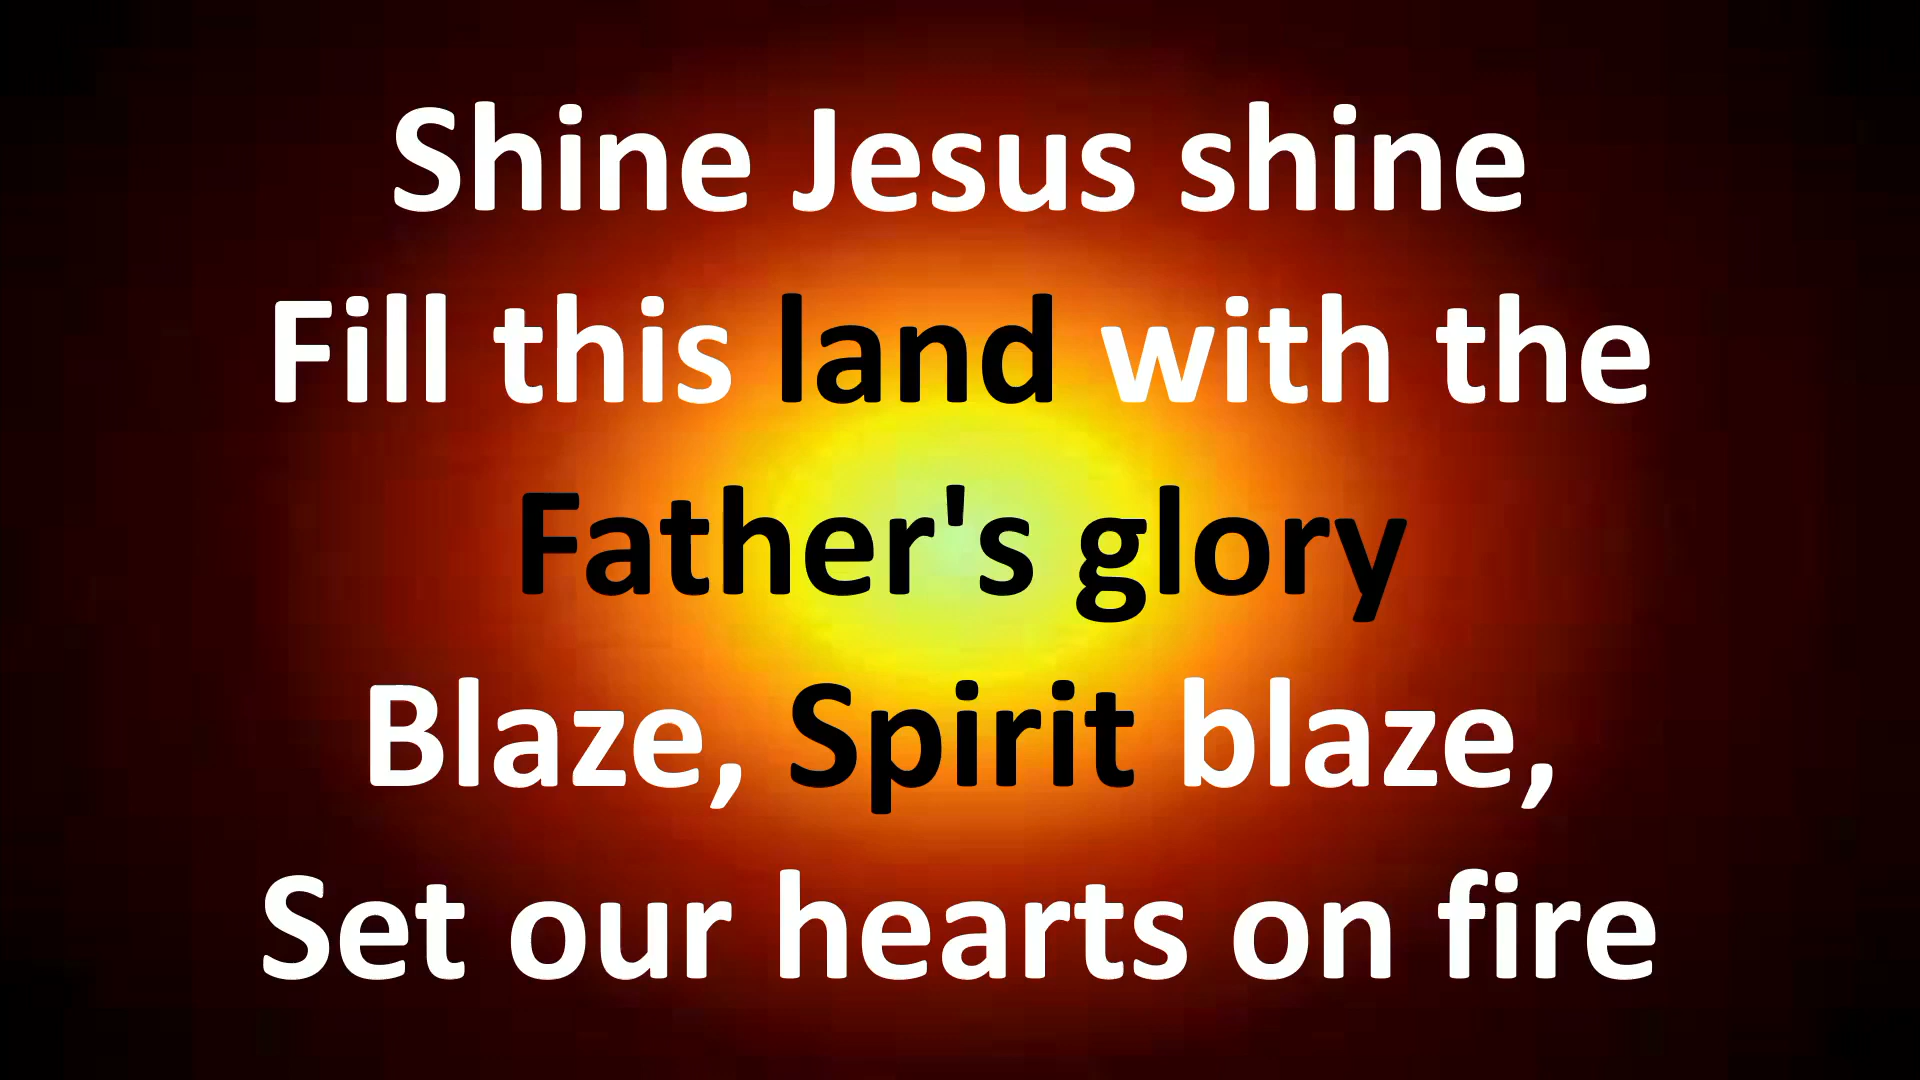 Shine Jesus shine
Fill this land with the
Father's glory
Blaze, Spirit blaze,
Set our hearts on fire